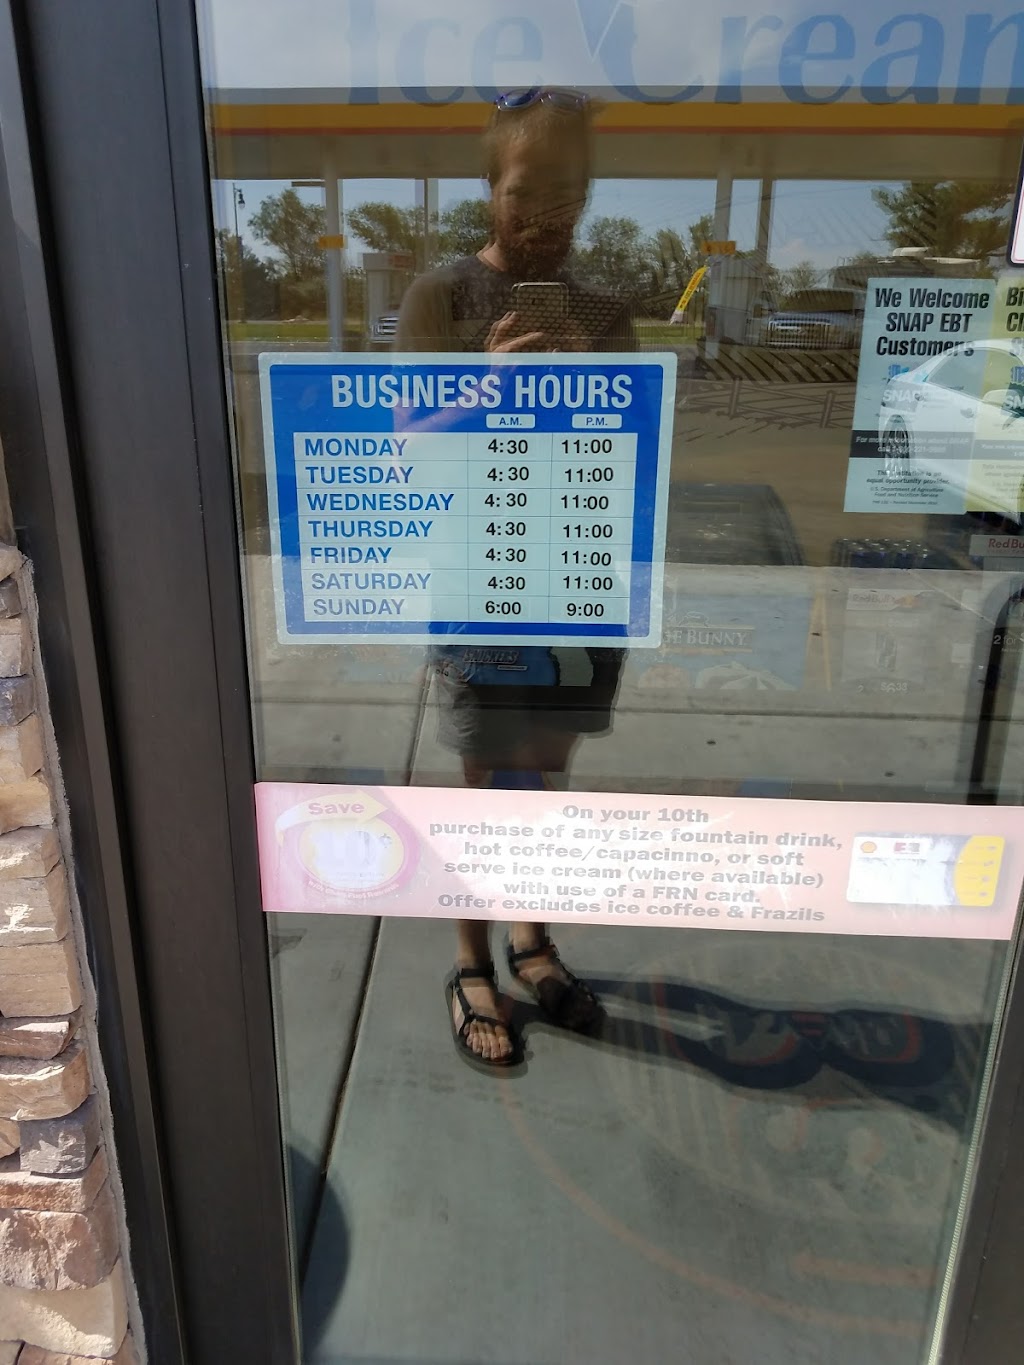 Ice Cream
We Welcome
SNAP EBT
Customers
BUSINESS HOURS
A.M. P.M.
MONDAY 4:30 11:00
TUESDAY 4:30 11:00
WEDNESDAY 4:30 11:00
THURSDAY 4:30 11:00
FRIDAY 4:30 11:00
SATURDAY 4:30 11:00
SUNDAY 6:00 9:00
BUNNY
Save
On your 10th
purchase of any size fountain drink,
hot coffee/capacinno, or soft
serve ice cream (where available)
with use of a FRN card.
Offer excludes ice coffee & Frazils